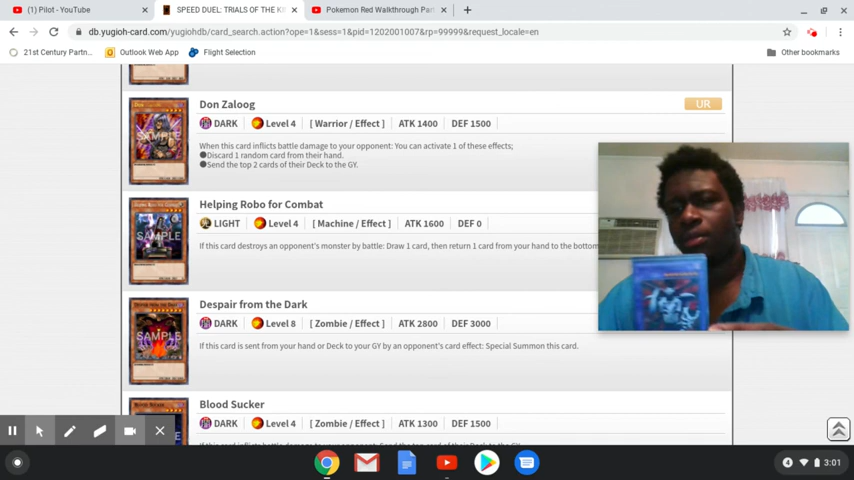 (1) Pilot - YouTube
SPEED DUEL: TRIALS OF THE KI
Pokemon Red Walkthrough Par
db.yugioh-card.com/yugiohdb/card_search.action?ope=1&sess=1&pid=1202001007&rp=99999&request_locale=en
21st Century Partn...
Outlook Web App
Flight Selection
Other bookmarks
Don Zaloog
UR
DARK
Level 4
[ Warrior / Effect ]
ATK 1400
DEF 1500
SAMPLE
When this card inflicts battle damage to your opponent: You can activate 1 of these effects;
●Discard 1 random card from their hand.
●Send the top 2 cards of their Deck to the GY.
Helping Robo for Combat
LIGHT
Level 4
[ Machine / Effect ]
ATK 1600
DEF 0
SAMPLE
If this card destroys an opponent's monster by battle: Draw 1 card, then return 1 card from your hand to the bottom
Despair from the Dark
DARK
Level 8
[ Zombie / Effect ]
ATK 2800
DEF 3000
SAMPLE
If this card is sent from your hand or Deck to your GY by an opponent's card effect: Special Summon this card.
Blood Sucker
DARK
Level 4
[ Zombie / Effect ]
ATK 1300
DEF 1500
4
3:01